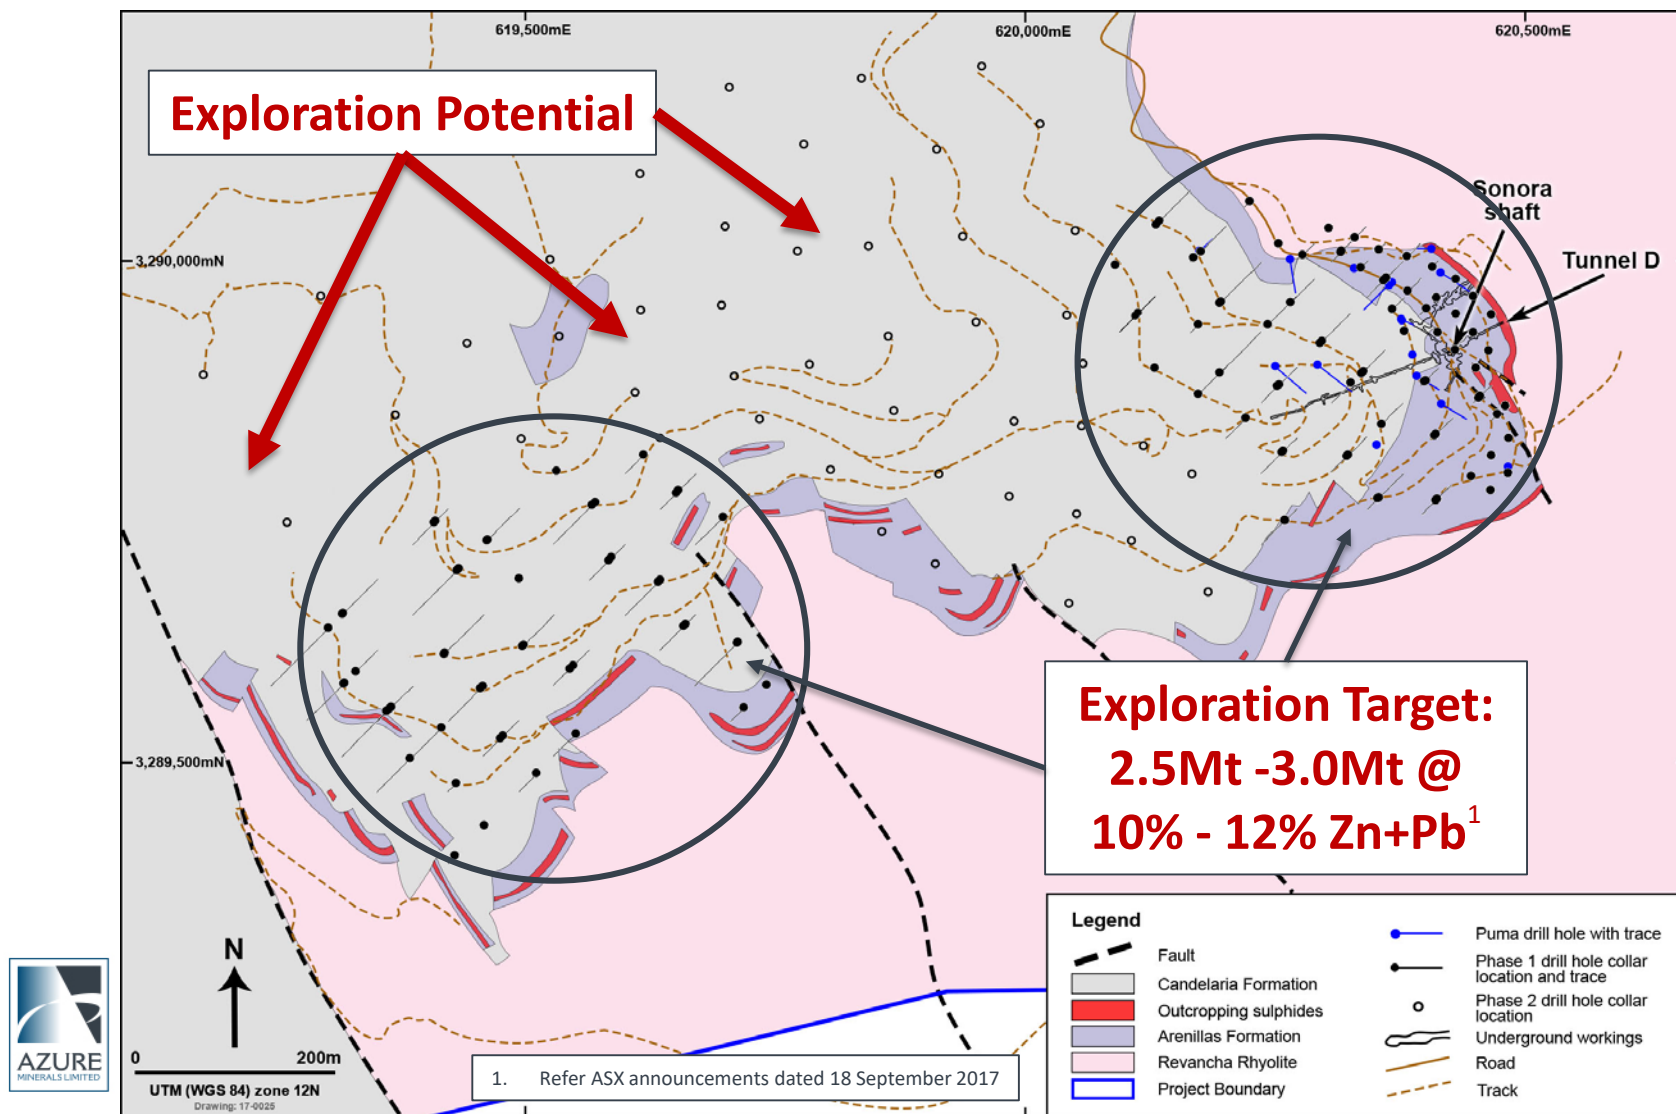 619,500mE
620,000mE
620,500mE
Exploration Potential
Sonora
shaft
Tunnel D
3,290,000mN
3,289,500mN
Exploration Target:
2.5Mt -3.0Mt @
10% - 12% Zn+Pb1
N
0 200m
UTM (WGS 84) zone 12N
Drawing: 17-0025
AZURE
MINERALS LIMITED
1. Refer ASX announcements dated 18 September 2017
Legend
Fault
Candelaria Formation
Outcropping sulphides
Arenillas Formation
Revancha Rhyolite
Project Boundary
Puma drill hole with trace
Phase 1 drill hole collar
location and trace
Phase 2 drill hole collar
location
Underground workings
Road
Track